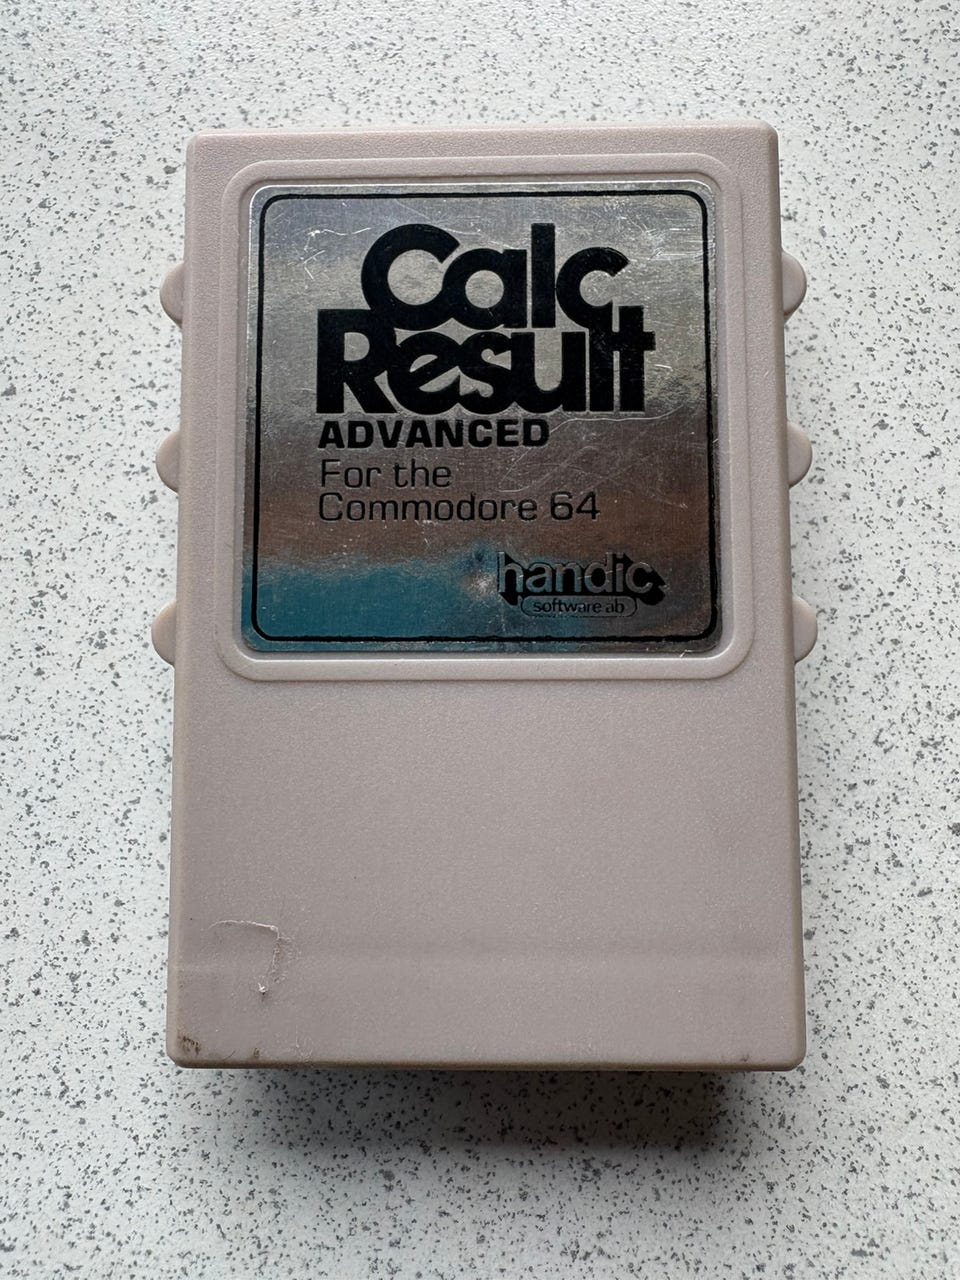 Calc
Result
ADVANCED
For the
Commodore 64
handic
software ab